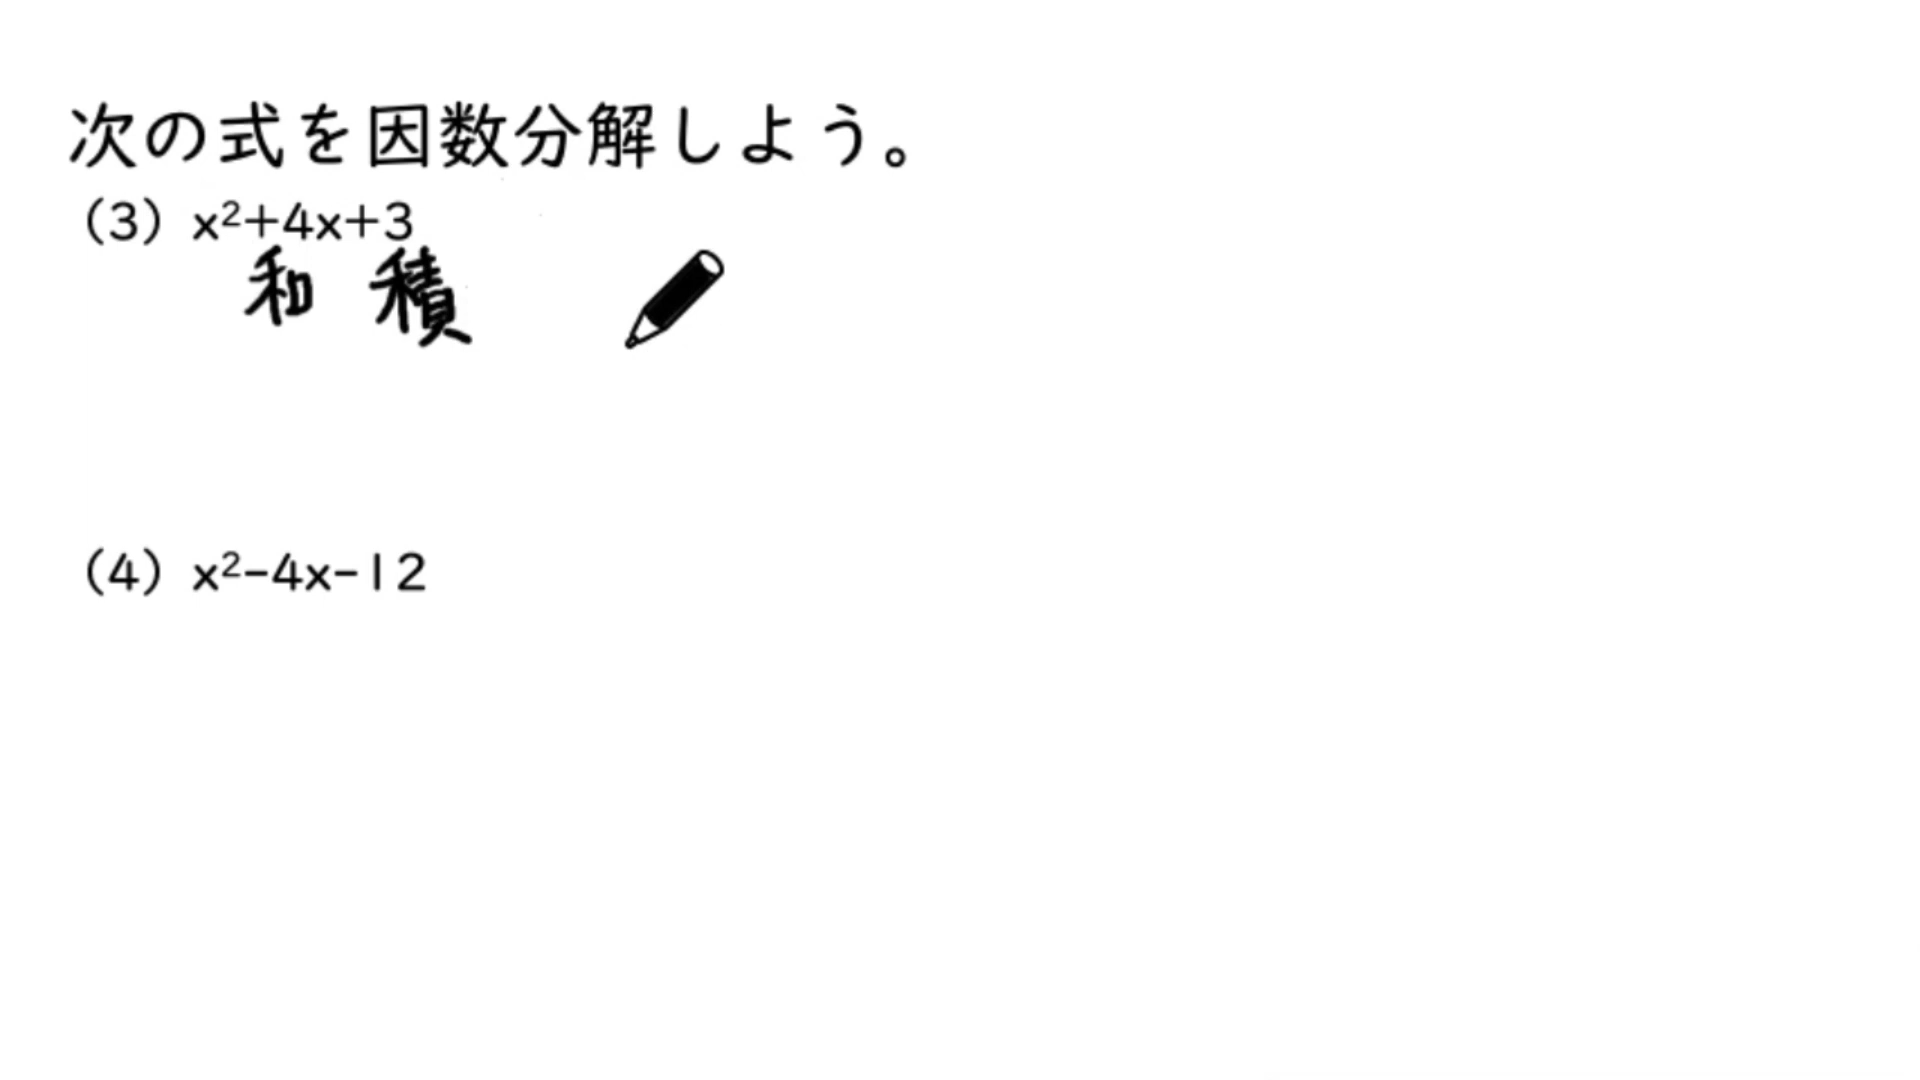 次の式を因数分解しよう。
（3）x²+4x+3
和 積
（4）x²-4x-12